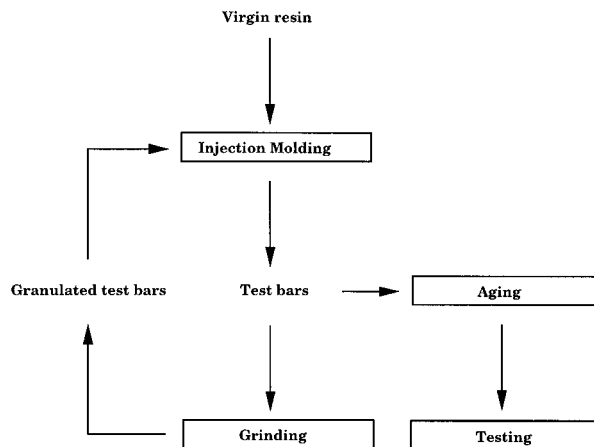 Virgin resin
Injection Molding
Granulated test bars
Test bars
Aging
Grinding
Testing